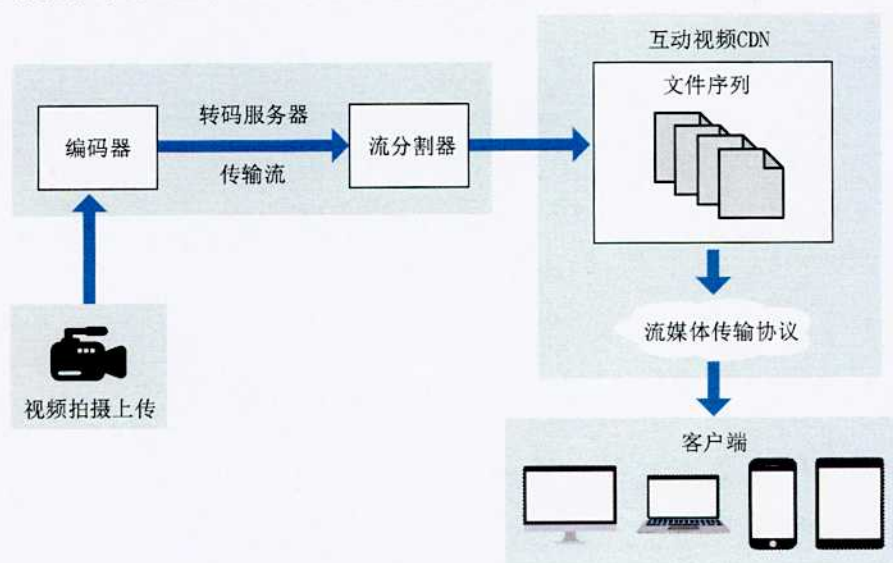 互动视频CDN
文件序列
转码服务器
编码器
流分割器
传输流
流媒体传输协议
视频拍摄上传
客户端